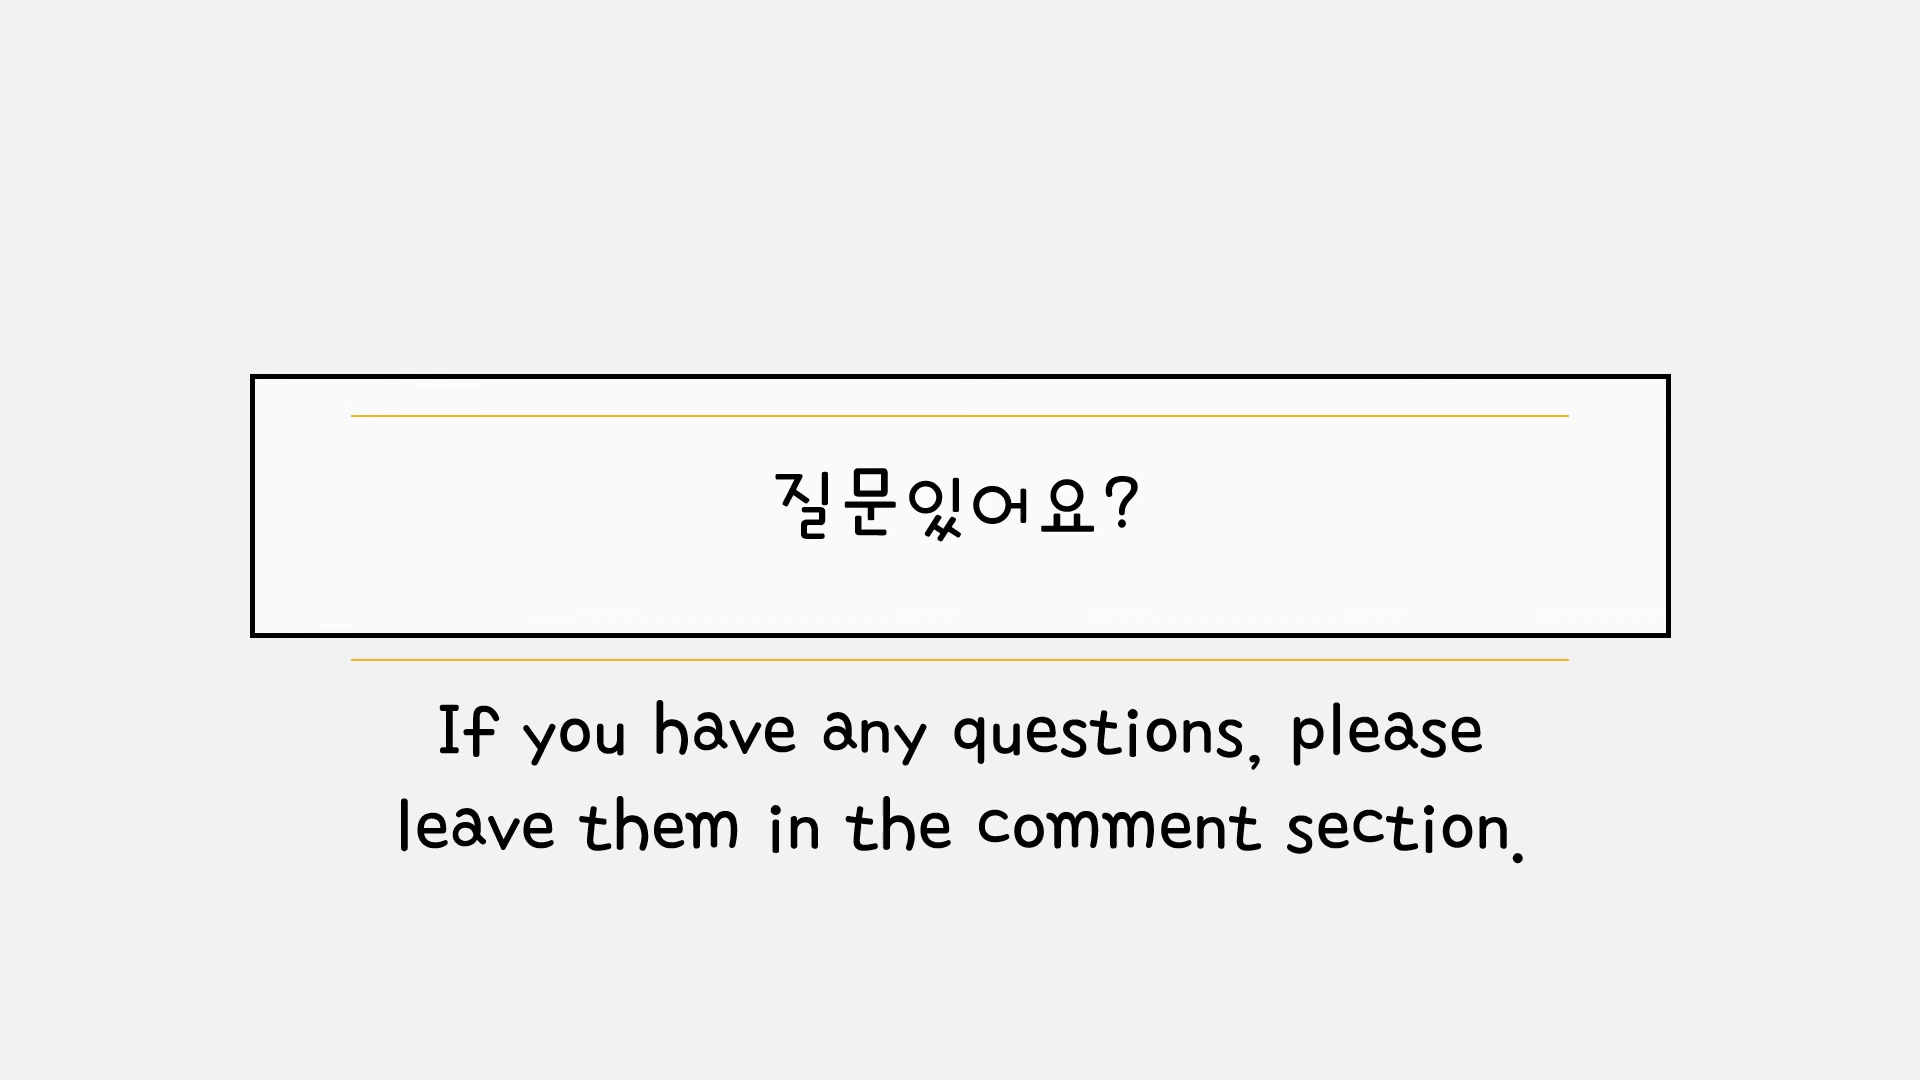 질문있어요?
If you have any questions, please
leave them in the comment section.